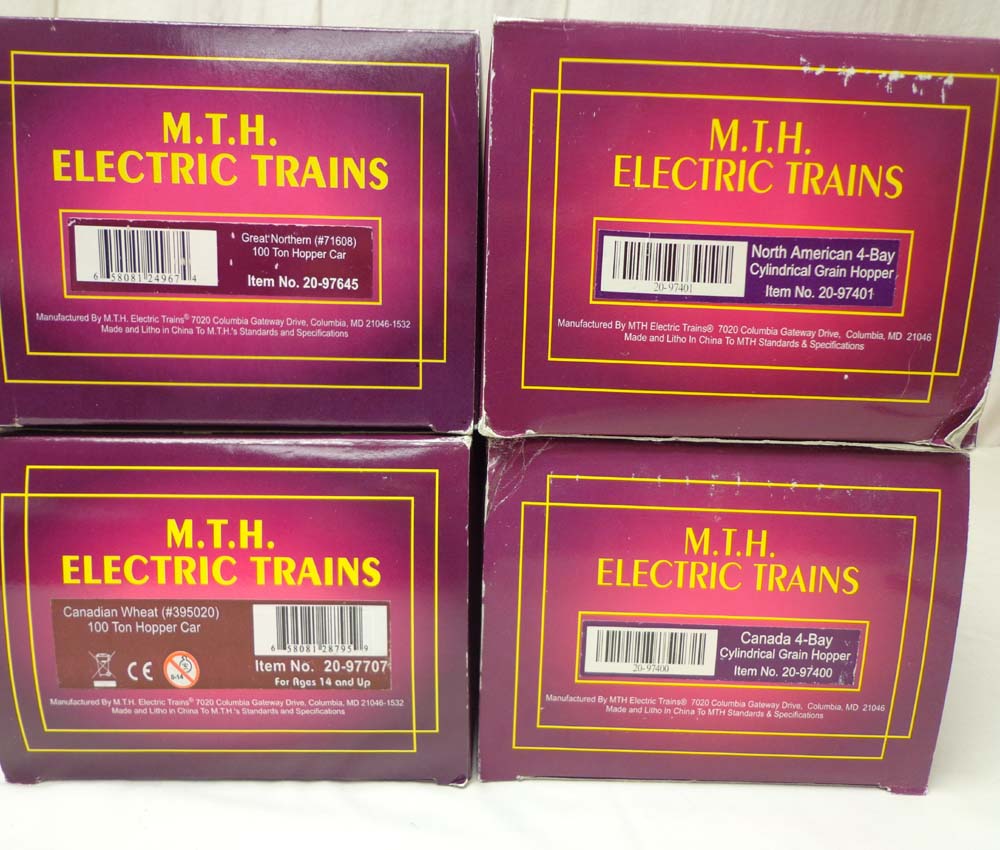 M.T.H.
ELECTRIC TRAINS
Great Northern (#71608)
100 Ton Hopper Car
6 58081 24967 4
Item No. 20-97645
Manufactured By M.T.H. Electric Trains® 7020 Columbia Gateway Drive, Columbia, MD 21046-1532
Made and Litho in China To M.T.H.'s Standards and Specifications
M.T.H.
ELECTRIC TRAINS
North American 4-Bay
Cylindrical Grain Hopper
20-97401
Item No. 20-97401
Manufactured By MTH Electric Trains® 7020 Columbia Gateway Drive, Columbia, MD 21046
Made and Litho In China To MTH Standards & Specifications
M.T.H.
ELECTRIC TRAINS
Canadian Wheat (#395020)
100 Ton Hopper Car
6 58081 28795 9
CE
0-14
Item No. 20-97707
For Ages 14 and Up
Manufactured By M.T.H. Electric Trains® 7020 Columbia Gateway Drive, Columbia, MD 21046-1532
Made and Litho in China To M.T.H.'s Standards and Specifications
M.T.H.
ELECTRIC TRAINS
Canada 4-Bay
Cylindrical Grain Hopper
20-97400
Item No. 20-97400
Manufactured By MTH Electric Trains® 7020 Columbia Gateway Drive, Columbia, MD 21046
Made and Litho In China To MTH Standards & Specifications